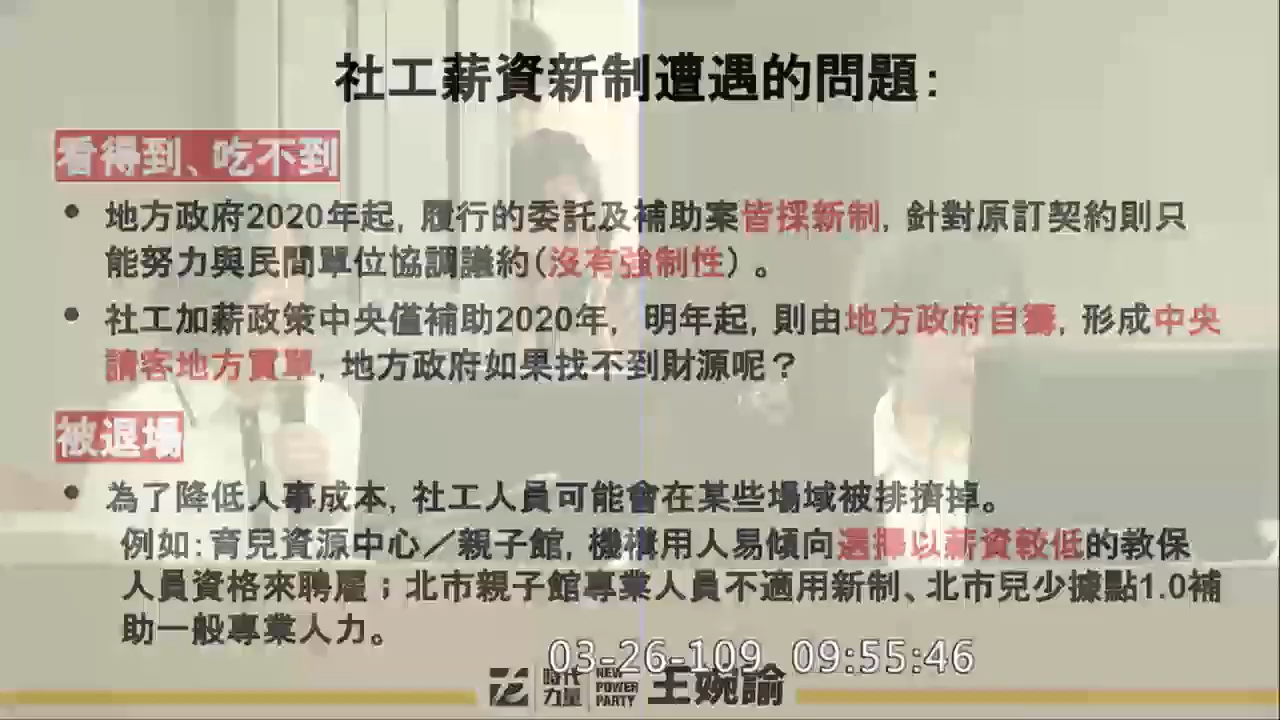 社工薪資新制遭遇的問題:
看得到、吃不到
• 地方政府2020年起, 履行的委託及補助案皆採新制, 針對原訂契約則只
能努力與民間單位協調議約(沒有強制性)。
• 社工加薪政策中央僅補助2020年, 明年起, 則由地方政府自籌, 形成中央
請客地方買單, 地方政府如果找不到財源呢？
被退場
• 為了降低人事成本, 社工人員可能會在某些場域被排擠掉。
例如:育兒資源中心／親子館, 機構用人易傾向選擇以薪資較低的教保
人員資格來聘雇；北市親子館專業人員不適用新制、北市兒少據點1.0補
助一般專業人力。
03-26-109 09:55:46
時代力量 NEW POWER PARTY 王婉諭